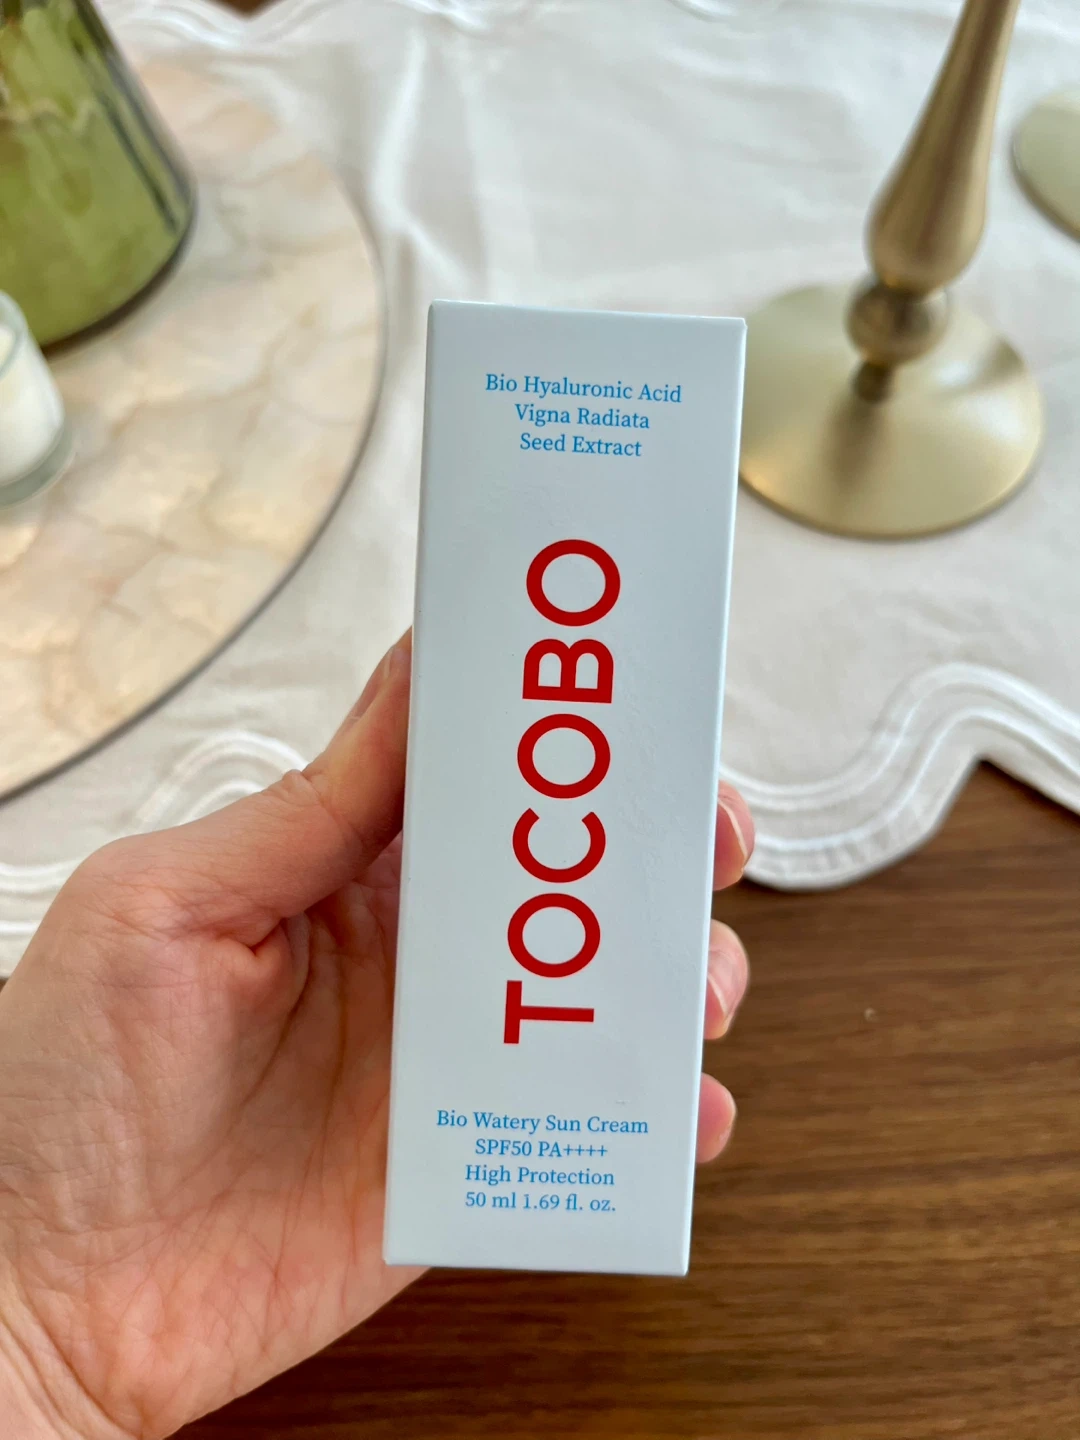 Bio Hyaluronic Acid
Vigna Radiata
Seed Extract
TOCOBO
Bio Watery Sun Cream
SPF50 PA++++
High Protection
50 ml 1.69 fl. oz.